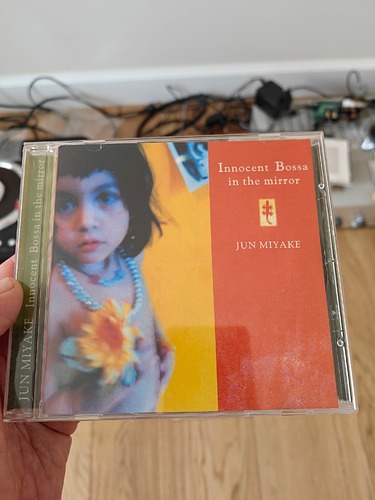 Innocent Bossa
in the mirror
JUN MIYAKE
JUN MIYAKE Innocent Bossa in the mirror